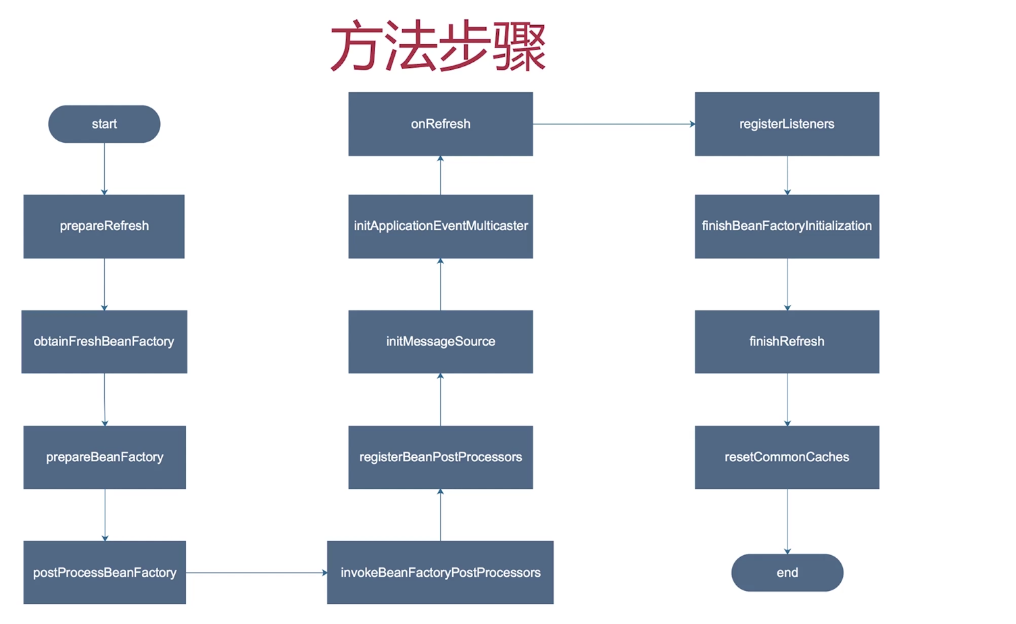 方法步骤
start
prepareRefresh
obtainFreshBeanFactory
prepareBeanFactory
postProcessBeanFactory
invokeBeanFactoryPostProcessors
registerBeanPostProcessors
initMessageSource
initApplicationEventMulticaster
onRefresh
registerListeners
finishBeanFactoryInitialization
finishRefresh
resetCommonCaches
end